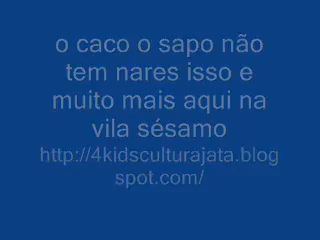 o caco o sapo não
tem nares isso e
muito mais aqui na
vila sésamo
http://4kidsculturajata.blog
spot.com/